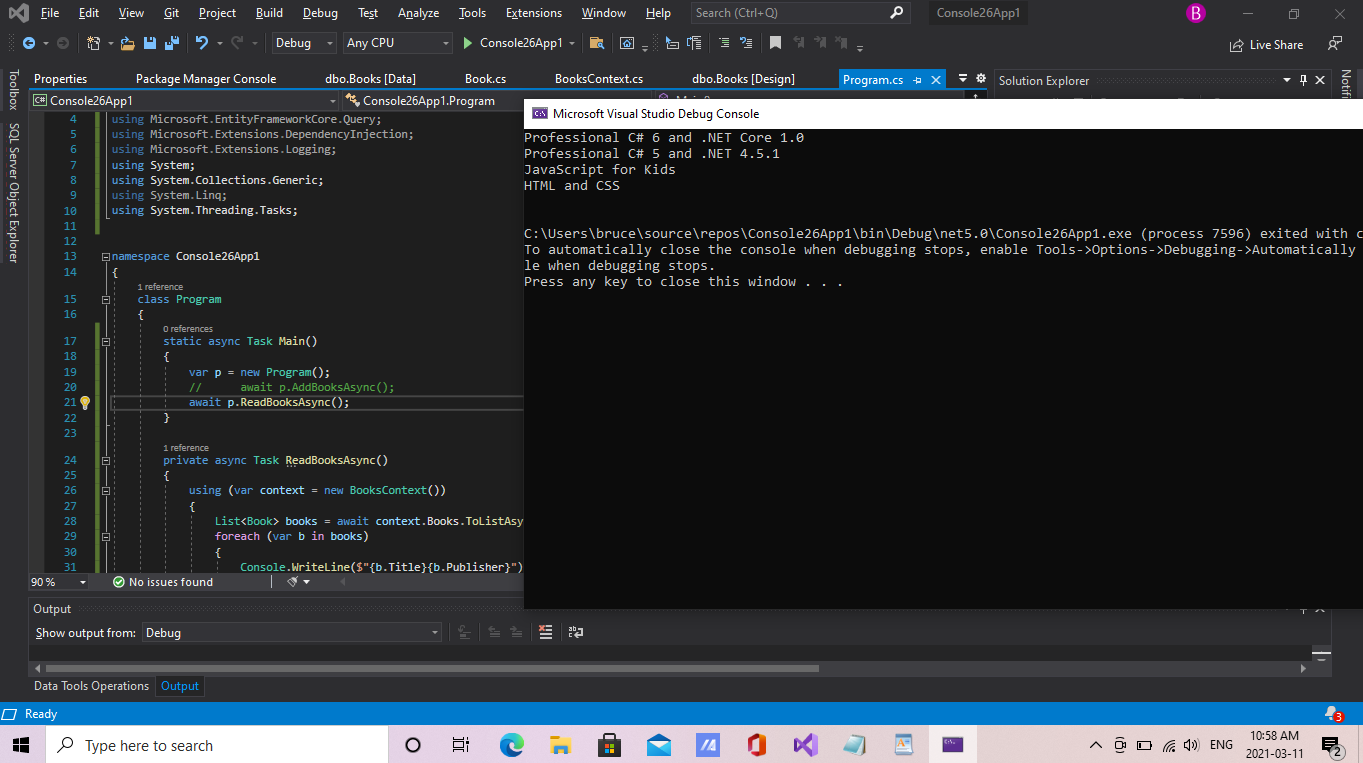 File Edit View Git Project Build Debug Test Analyze Tools Extensions Window Help Search (Ctrl+Q) Console26App1 B
Debug Any CPU Console26App1 Live Share
Toolbox
SQL Server Object Explorer
Properties Package Manager Console dbo.Books [Data] Book.cs BooksContext.cs dbo.Books [Design] Program.cs Solution Explorer
Notifi
C# Console26App1 Console26App1.Program
4 using Microsoft.EntityFrameworkCore.Query;
5 using Microsoft.Extensions.DependencyInjection;
6 using Microsoft.Extensions.Logging;
7 using System;
8 using System.Collections.Generic;
9 using System.Linq;
10 using System.Threading.Tasks;
11
12
13 namespace Console26App1
14 {
1 reference
15 class Program
16 {
0 references
17 static async Task Main()
18 {
19 var p = new Program();
20 // await p.AddBooksAsync();
21 await p.ReadBooksAsync();
22 }
23
1 reference
24 private async Task ReadBooksAsync()
25 {
26 using (var context = new BooksContext())
27 {
28 List<Book> books = await context.Books.ToListAsy
29 foreach (var b in books)
30 {
31 Console.WriteLine($"{b.Title}{b.Publisher}")
90 % No issues found
Microsoft Visual Studio Debug Console
Professional C# 6 and .NET Core 1.0
Professional C# 5 and .NET 4.5.1
JavaScript for Kids
HTML and CSS
C:\Users\bruce\source\repos\Console26App1\bin\Debug\net5.0\Console26App1.exe (process 7596) exited with c
To automatically close the console when debugging stops, enable Tools->Options->Debugging->Automatically
le when debugging stops.
Press any key to close this window . . .
Output
Show output from: Debug
Data Tools Operations Output
Ready 3
Type here to search ENG 10:58 AM
2021-03-11 2